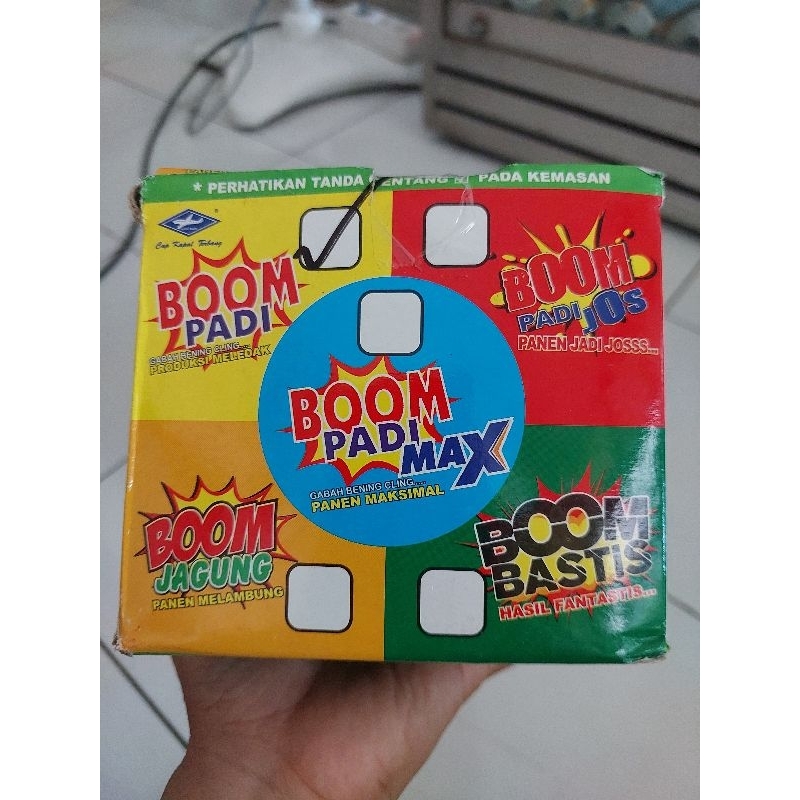 * PERHATIKAN TANDA CENTANG ☑ PADA KEMASAN
Cap Kapal Terbang
BOOM
PADI
GABAH BENING CLING....
PRODUKSI MELEDAK
BOOM
PADI JOS
PANEN JADI JOSSS...
BOOM
PADI
MAX
GABAH BENING CLING....
PANEN MAKSIMAL
BOOM
JAGUNG
PANEN MELAMBUNG
BOOM
BASTIS
HASIL FANTASTIS...